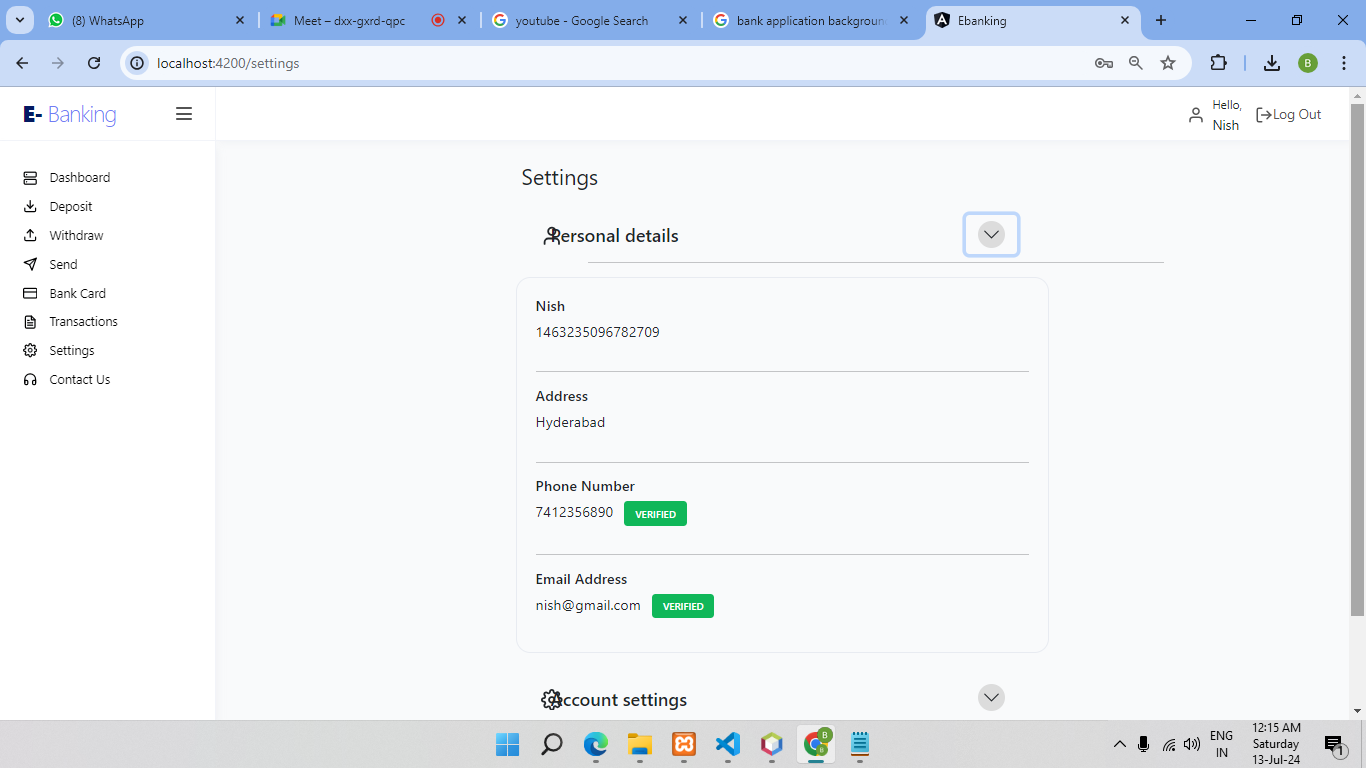 (8) WhatsApp
Meet – dxx-gxrd-qpc
youtube - Google Search
bank application background
Ebanking
localhost:4200/settings
B
E- Banking
Hello,
Nish
Log Out
Dashboard
Deposit
Withdraw
Send
Bank Card
Transactions
Settings
Contact Us
Settings
Personal details
Nish
1463235096782709
Address
Hyderabad
Phone Number
7412356890 VERIFIED
Email Address
nish@gmail.com VERIFIED
Account settings
B
ENG
IN
12:15 AM
Saturday
13-Jul-24
1